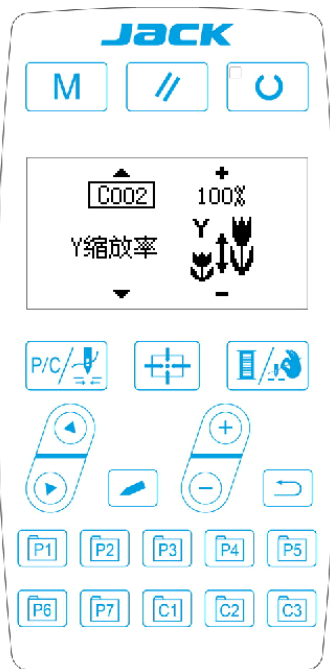 JACK
M
C002 100%
Y缩放率 Y
P/C/
P1 P2 P3 P4 P5
P6 P7 C1 C2 C3